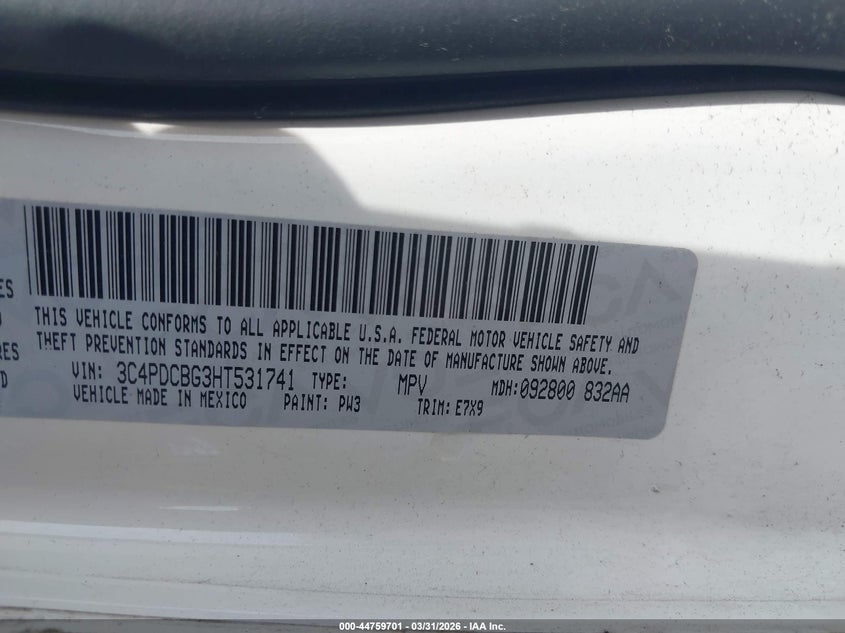 THIS VEHICLE CONFORMS TO ALL APPLICABLE U.S.A. FEDERAL MOTOR VEHICLE SAFETY AND
THEFT PREVENTION STANDARDS IN EFFECT ON THE DATE OF MANUFACTURE SHOWN ABOVE.
VIN: 3C4PDCBG3HT531741 TYPE: MPV MDH:092800 832AA
VEHICLE MADE IN MEXICO PAINT: PW3 TRIM: E7X9
000-44759701 - 03/31/2026 - IAA Inc.